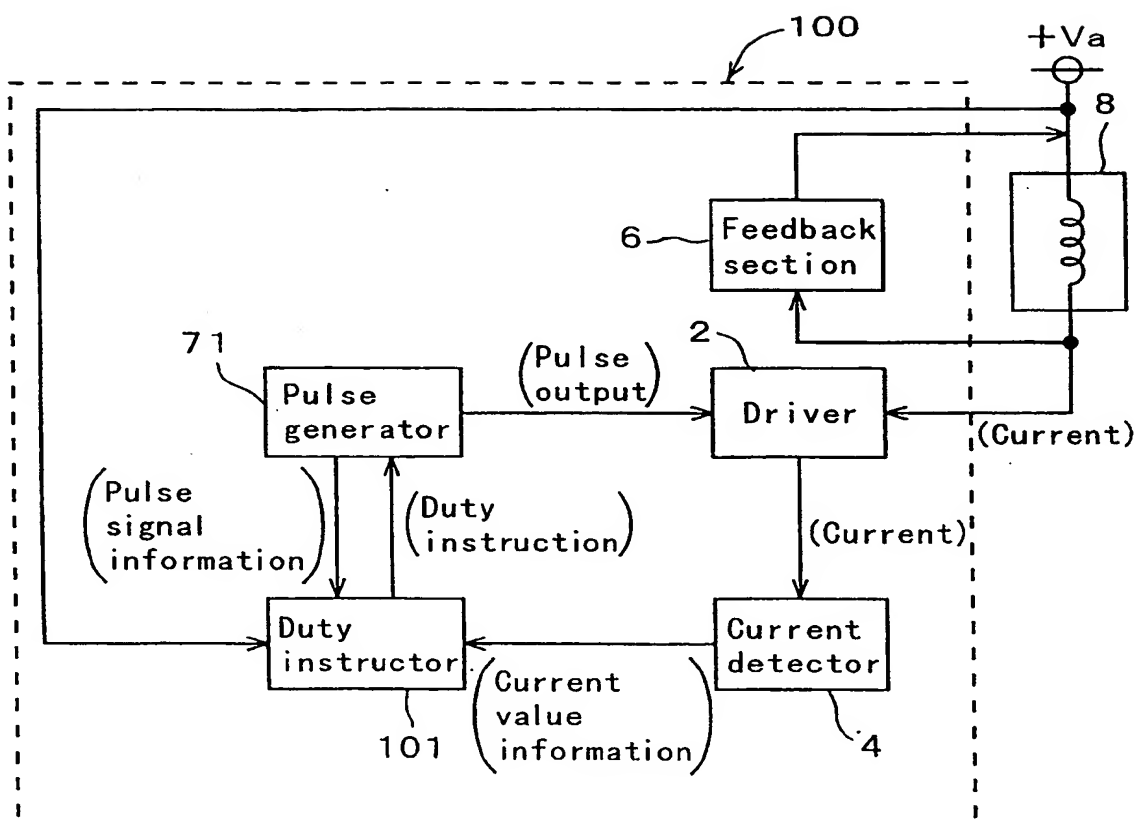 100
+Va
8
6
Feedback
section
71
2
(Pulse
output)
Pulse
generator
Driver
(Current)
(Pulse
signal
information)
(Duty
instruction)
(Current)
Duty
instructor
Current
detector
(Current
value
information)
101
4